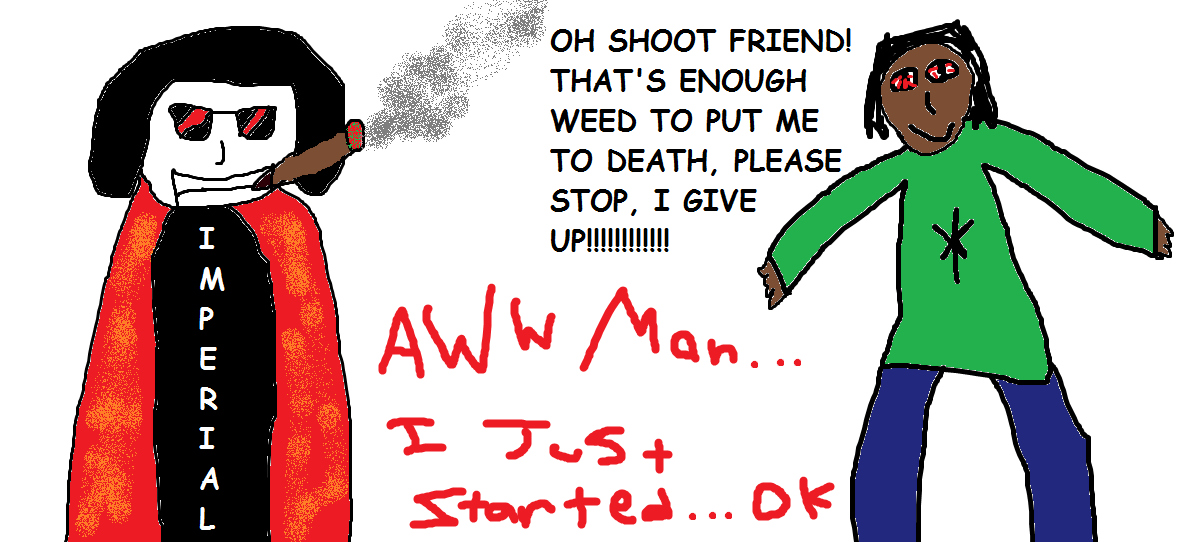 OH SHOOT FRIEND!
THAT'S ENOUGH
WEED TO PUT ME
TO DEATH, PLEASE
STOP, I GIVE
UP!!!!!!!!!!!!
IMPERIAL
AWW Man...
I Just
Started...OK